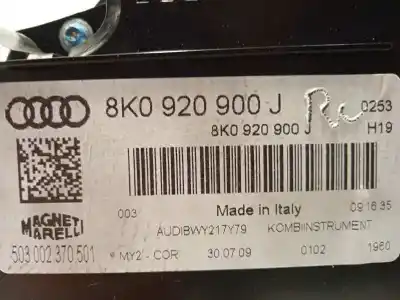 8K0 920 900 J
0253
8K0 920 900 J
H19
MAGNETI
MARELLI
003
Made in Italy
09:16:35
AUDIBWY217Y79
KOMBIINSTRUMENT
503 002 370.501
MY2
COR
30.07.09
0102
1960